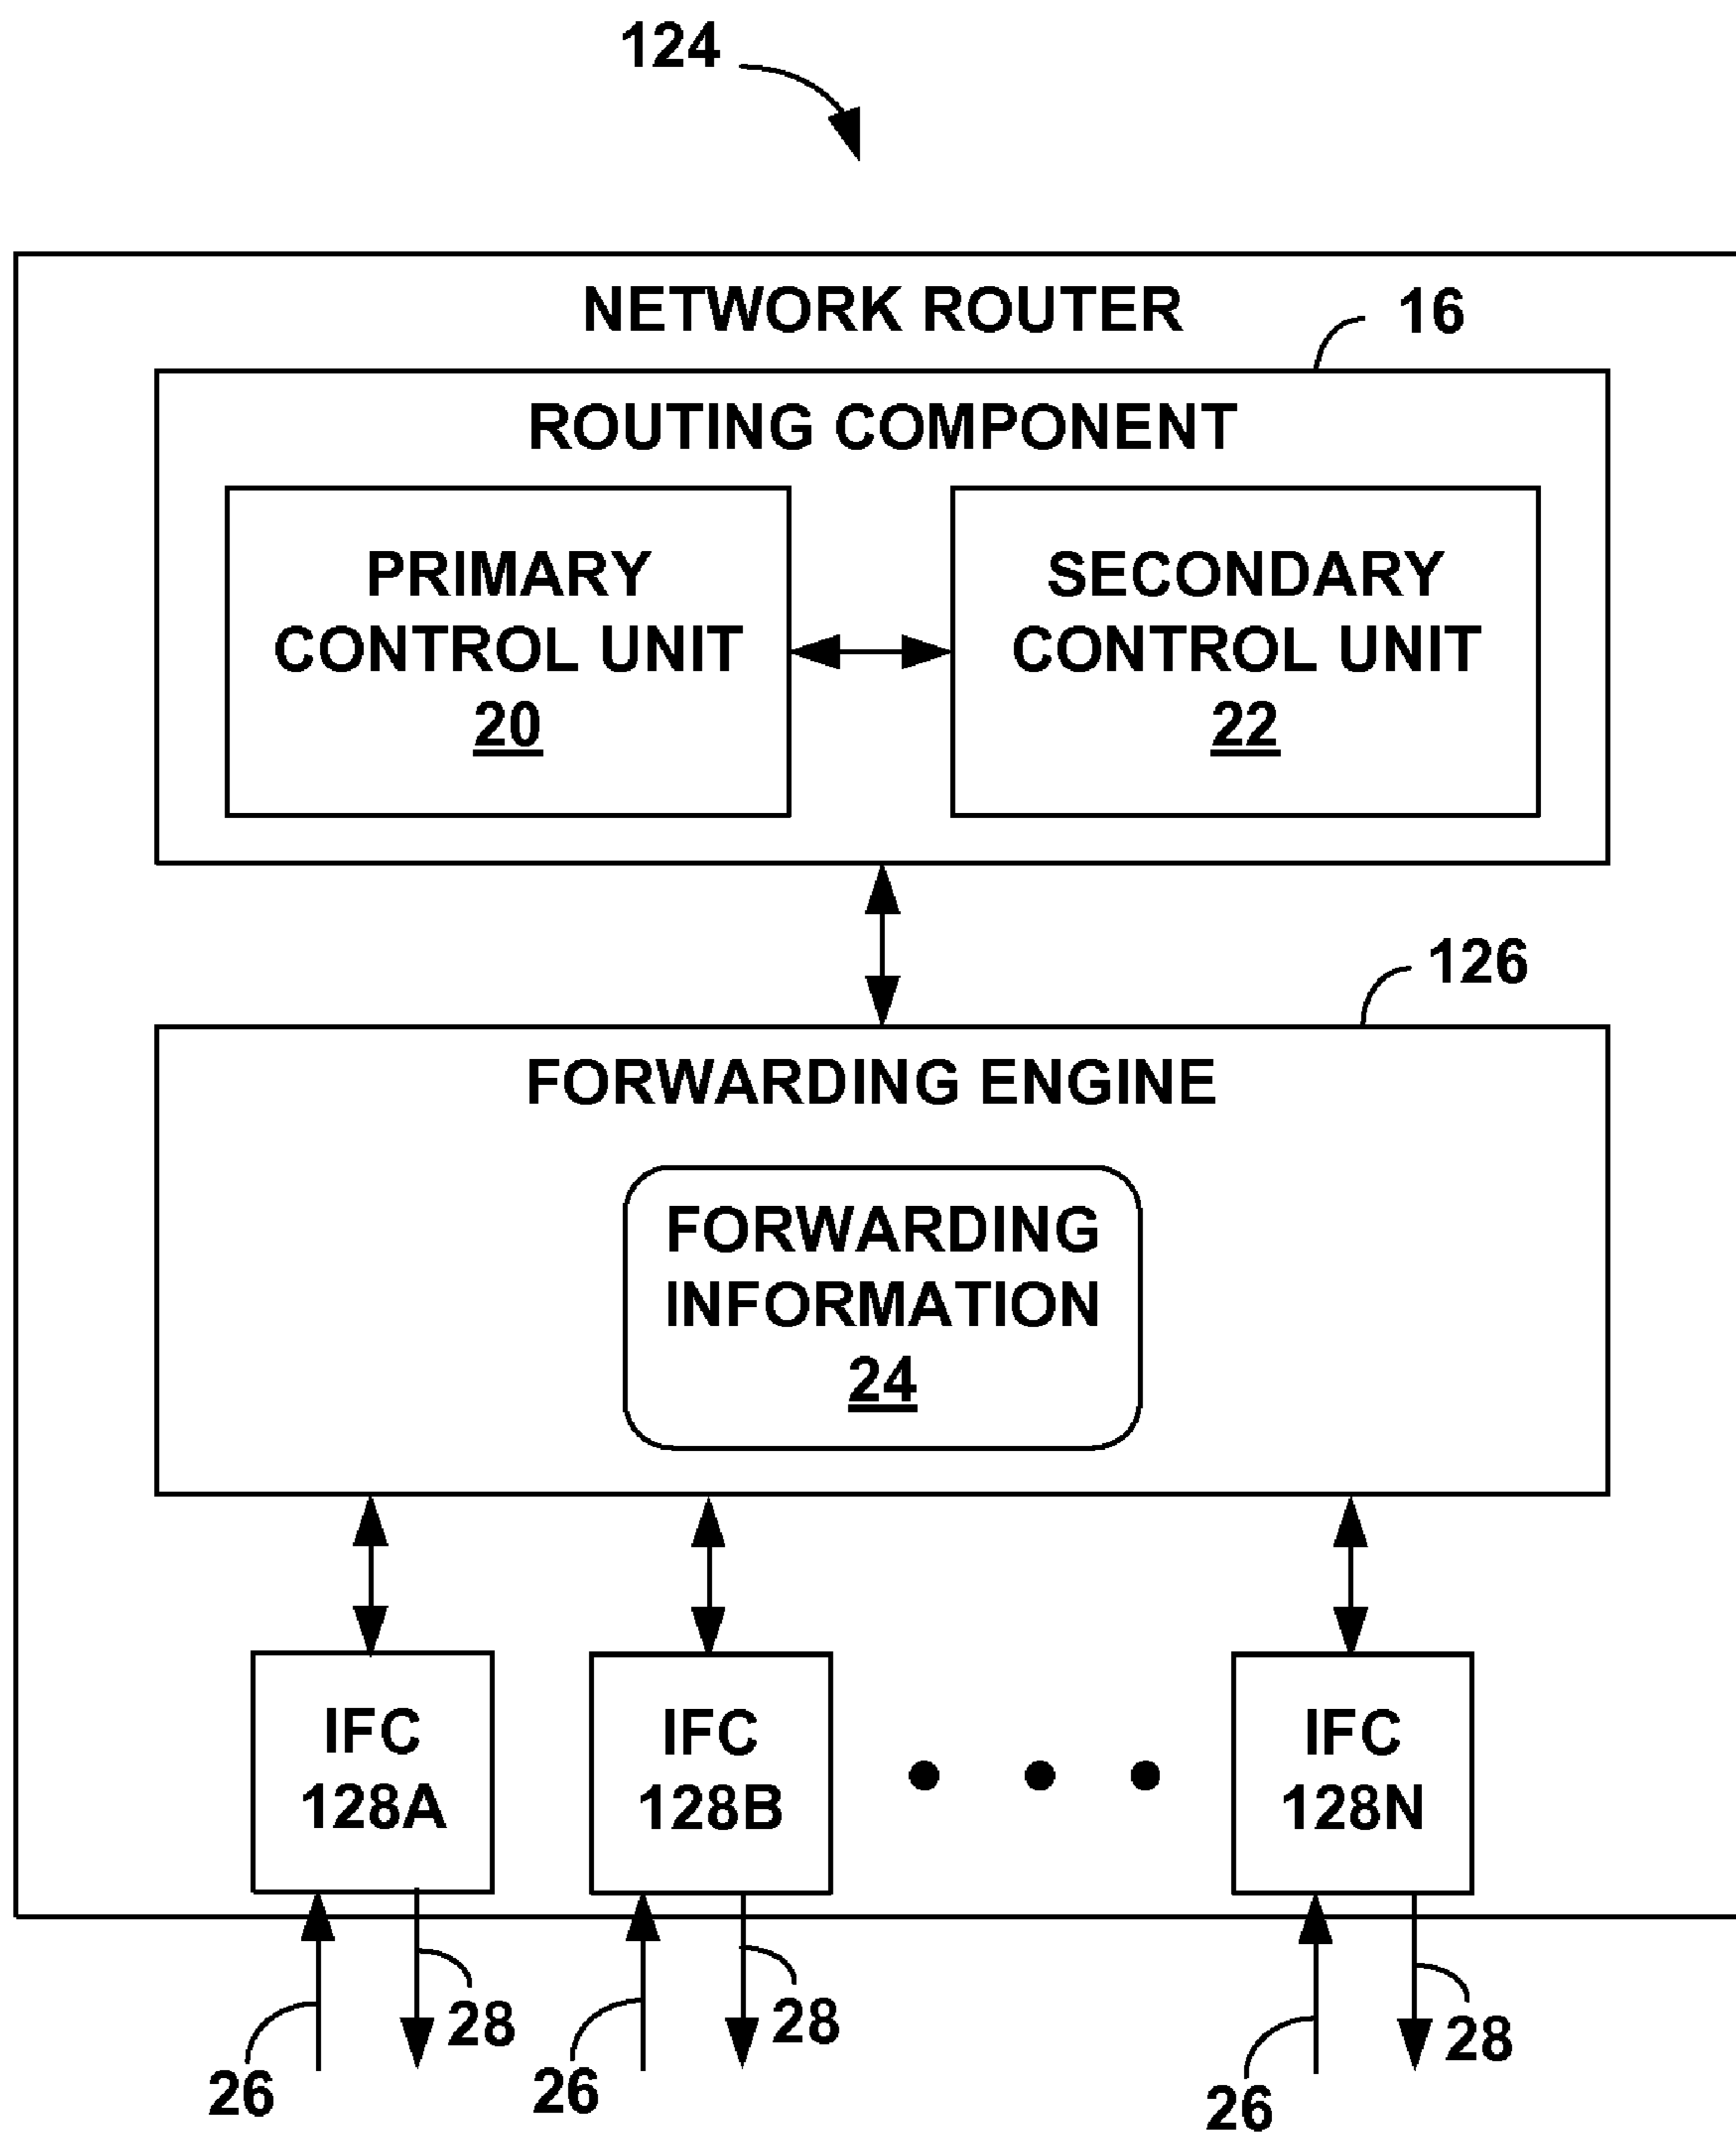 124
NETWORK ROUTER
16
ROUTING COMPONENT
PRIMARY
CONTROL UNIT
20
SECONDARY
CONTROL UNIT
22
126
FORWARDING ENGINE
FORWARDING
INFORMATION
24
IFC
128A
IFC
128B
IFC
128N
26
28
26
28
26
28